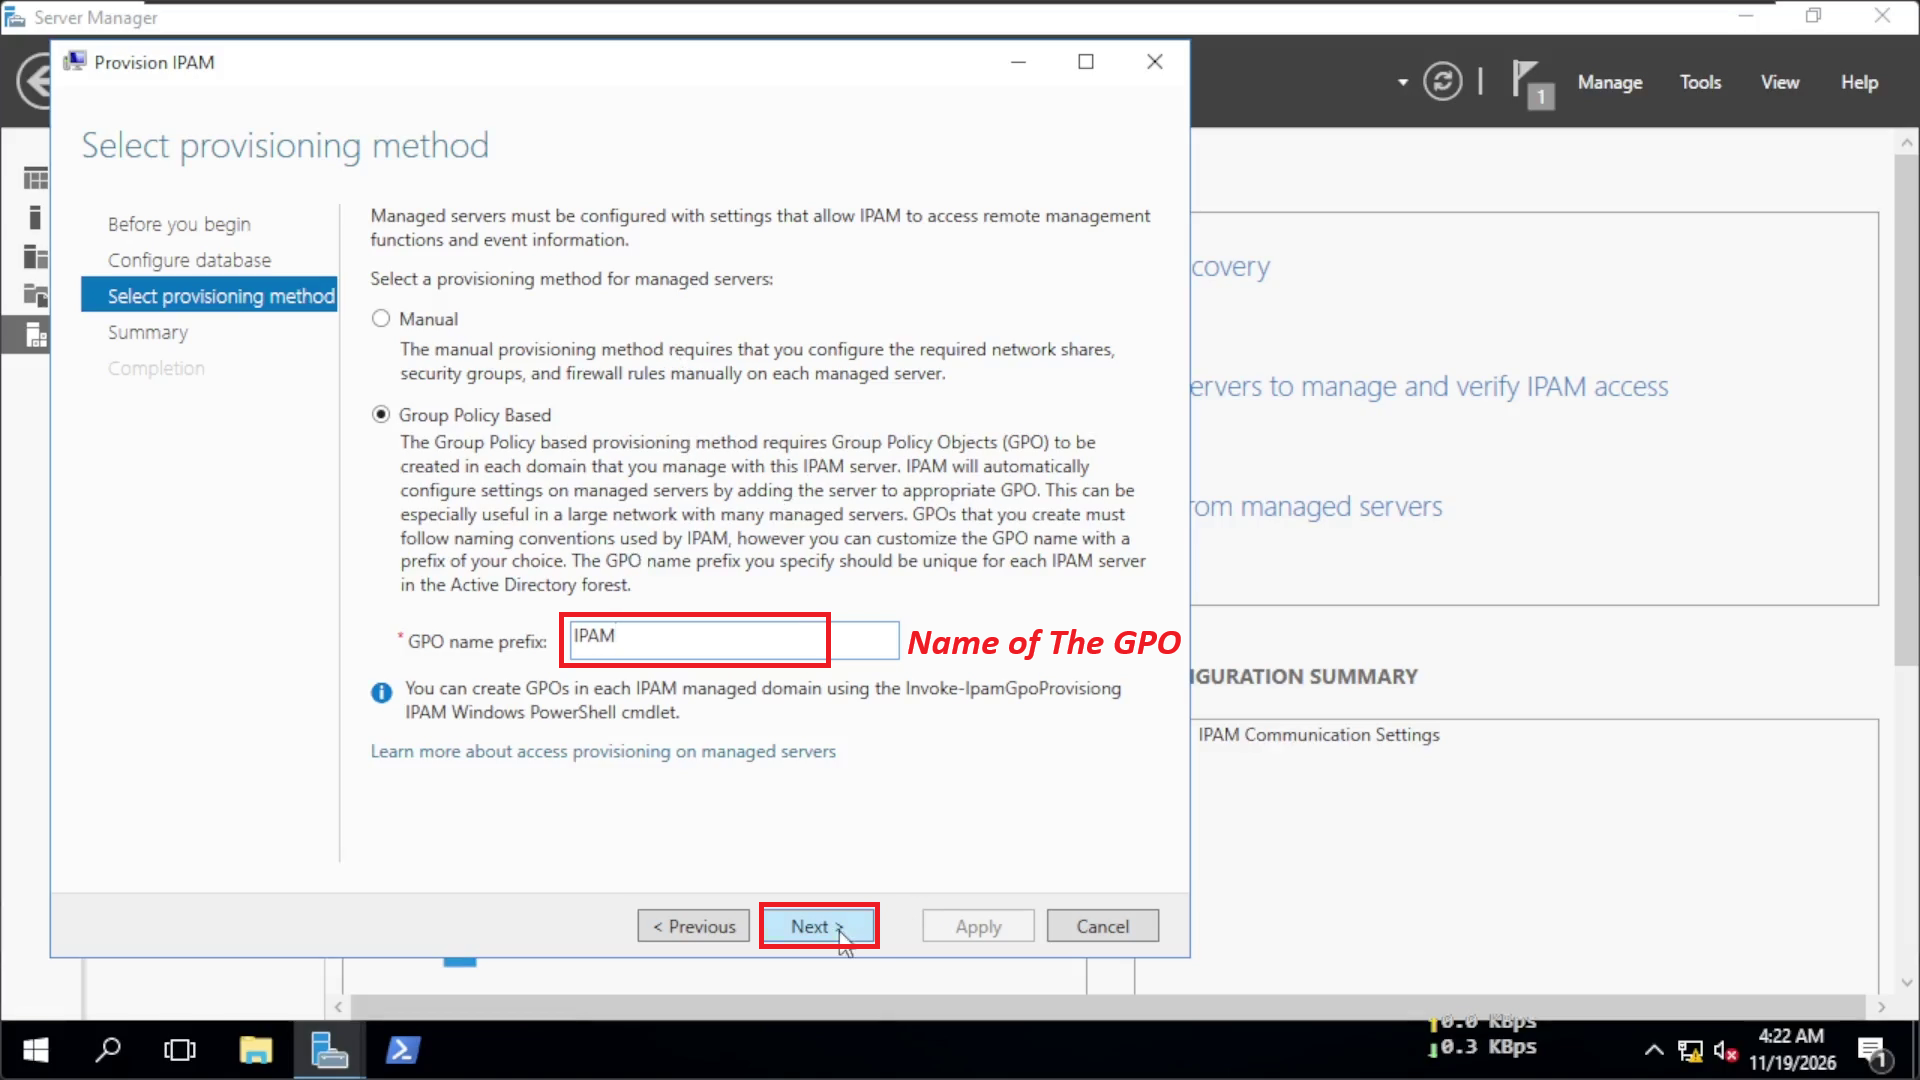 Server Manager
Provision IPAM
1
Manage
Tools
View
Help
Select provisioning method
Before you begin
Configure database
Select provisioning method
Summary
Completion
Managed servers must be configured with settings that allow IPAM to access remote management
functions and event information.
Select a provisioning method for managed servers:
Manual
The manual provisioning method requires that you configure the required network shares,
security groups, and firewall rules manually on each managed server.
Group Policy Based
The Group Policy based provisioning method requires Group Policy Objects (GPO) to be
created in each domain that you manage with this IPAM server. IPAM will automatically
configure settings on managed servers by adding the server to appropriate GPO. This can be
especially useful in a large network with many managed servers. GPOs that you create must
follow naming conventions used by IPAM, however you can customize the GPO name with a
prefix of your choice. The GPO name prefix you specify should be unique for each IPAM server
in the Active Directory forest.
* GPO name prefix: IPAM
Name of The GPO
You can create GPOs in each IPAM managed domain using the Invoke-IpamGpoProvisiong
IPAM Windows PowerShell cmdlet.
Learn more about access provisioning on managed servers
< Previous
Next >
Apply
Cancel
covery
ervers to manage and verify IPAM access
rom managed servers
IGURATION SUMMARY
IPAM Communication Settings
0.0 KBps
0.3 KBps
4:22 AM
11/19/2026
1